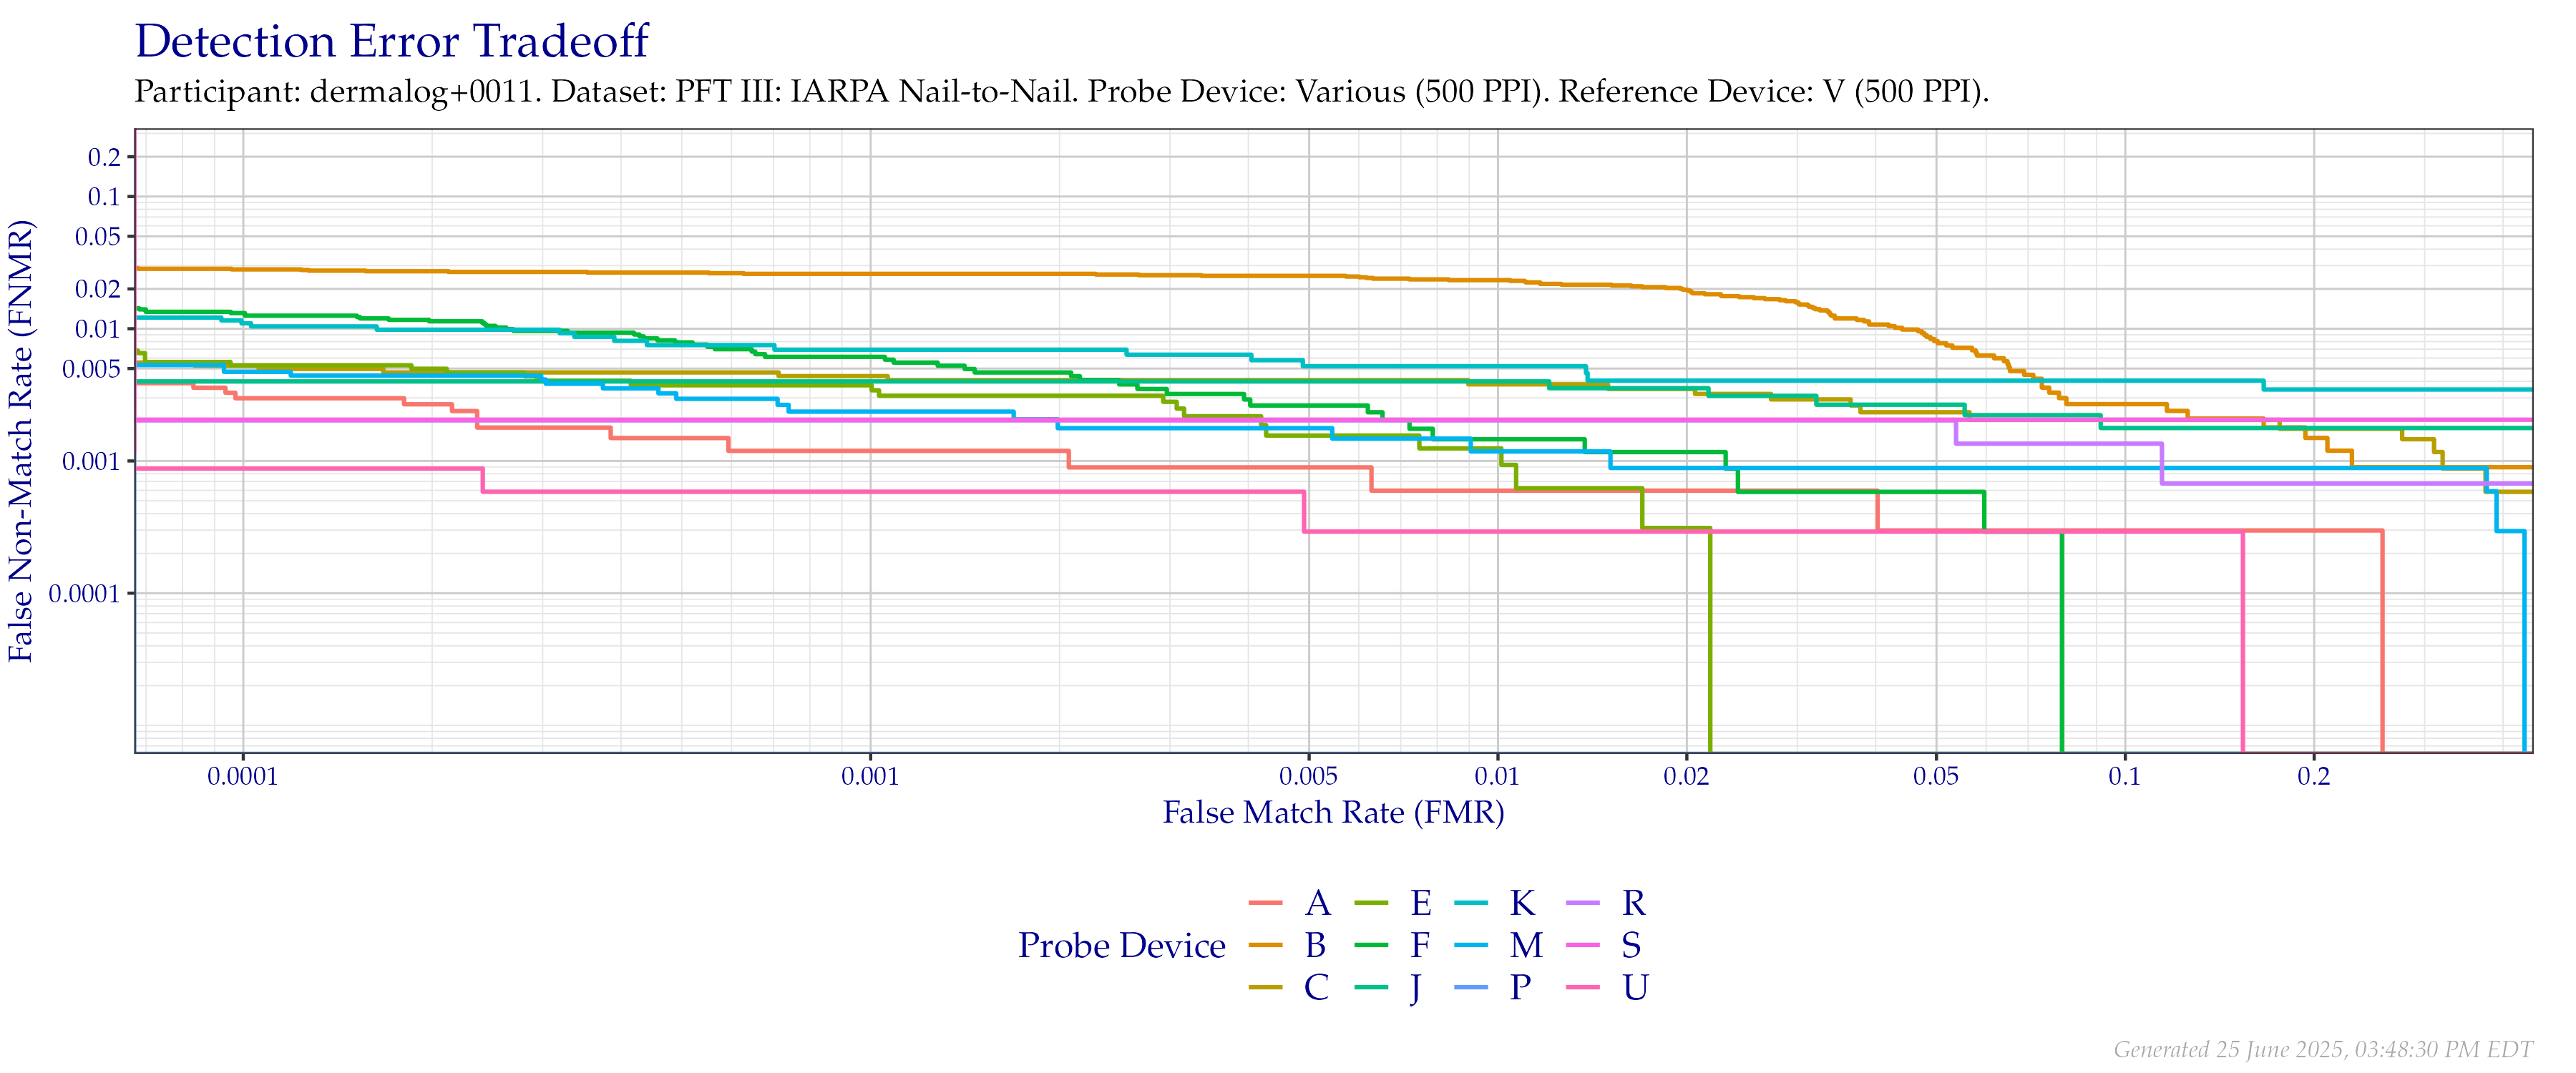 Detection Error Tradeoff
Participant: dermalog+0011. Dataset: PFT III: IARPA Nail-to-Nail. Probe Device: Various (500 PPI). Reference Device: V (500 PPI).
False Non-Match Rate (FNMR)
0.2
0.1
0.05
0.02
0.01
0.005
0.001
0.0001
0.0001 0.001 0.005 0.01 0.02 0.05 0.1 0.2
False Match Rate (FMR)
Probe Device
A E K R
B F M S
C J P U
Generated 25 June 2025, 03:48:30 PM EDT